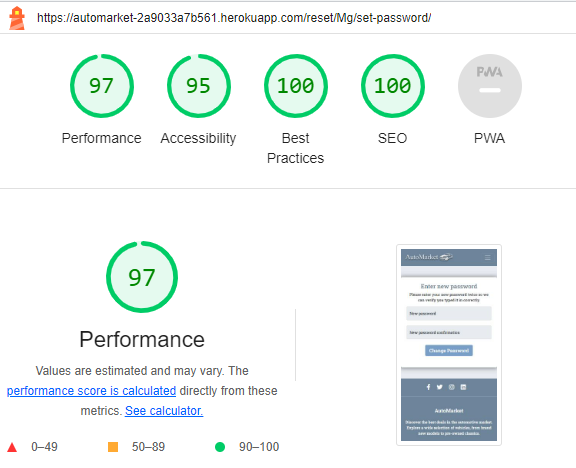 https://automarket-2a9033a7b561.herokuapp.com/reset/Mg/set-password/
97
95
100
100
PWA
Performance
Accessibility
Best
Practices
SEO
PWA
97
Performance
Values are estimated and may vary. The
performance score is calculated directly from these
metrics. See calculator.
0–49
50–89
90–100
AutoMarket
Enter new password
Please enter your new password twice so we
can verify you typed it in correctly.
New password
New password confirmation
Change Password
AutoMarket
Discover the best deals in the automotive market.
Explore a wide selection of vehicles, from brand
new models to pre-owned classics.